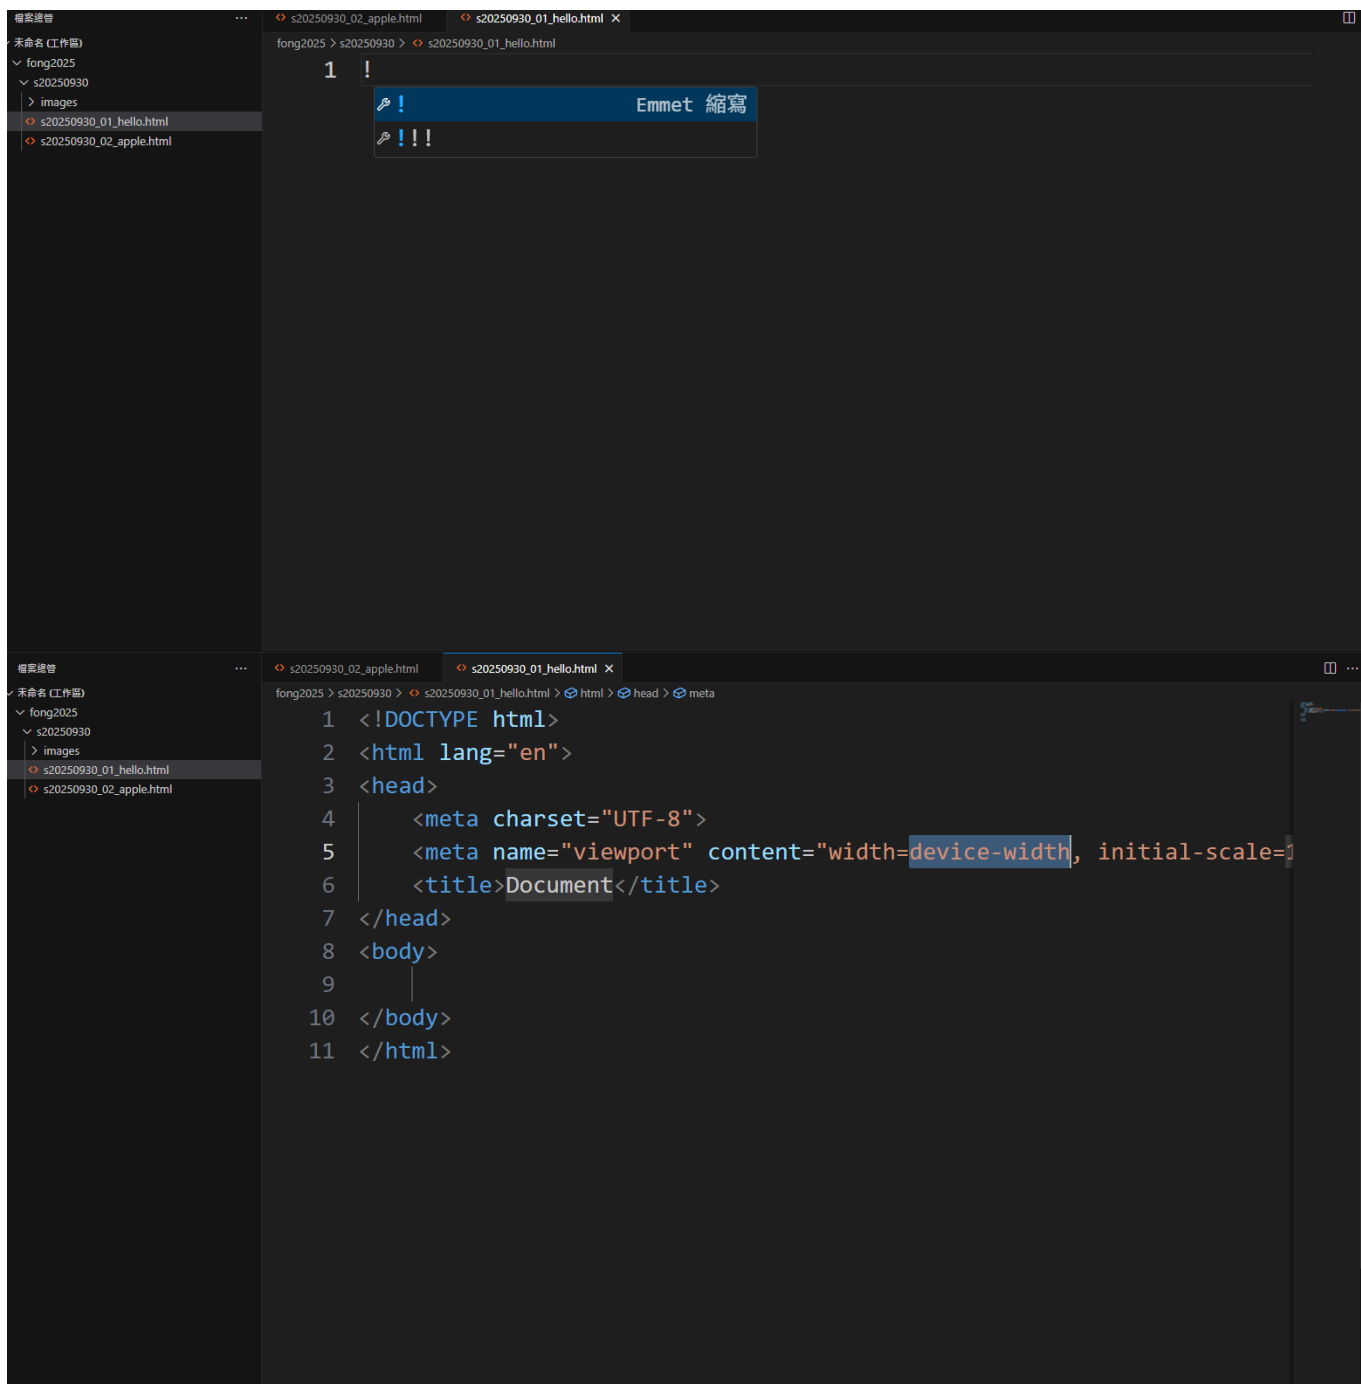 檔案總管 ···
s20250930_02_apple.html s20250930_01_hello.html
未命名 (工作區)
fong2025 > s20250930 > s20250930_01_hello.html
fong2025
s20250930
images
s20250930_01_hello.html
s20250930_02_apple.html
1 !
! Emmet 縮寫
!!!
檔案總管 ···
s20250930_02_apple.html s20250930_01_hello.html ···
未命名 (工作區)
fong2025 > s20250930 > s20250930_01_hello.html > html > head > meta
fong2025
s20250930
images
s20250930_01_hello.html
s20250930_02_apple.html
1 <!DOCTYPE html>
2 <html lang="en">
3 <head>
4 <meta charset="UTF-8">
5 <meta name="viewport" content="width=device-width, initial-scale=1
6 <title>Document</title>
7 </head>
8 <body>
9
10 </body>
11 </html>